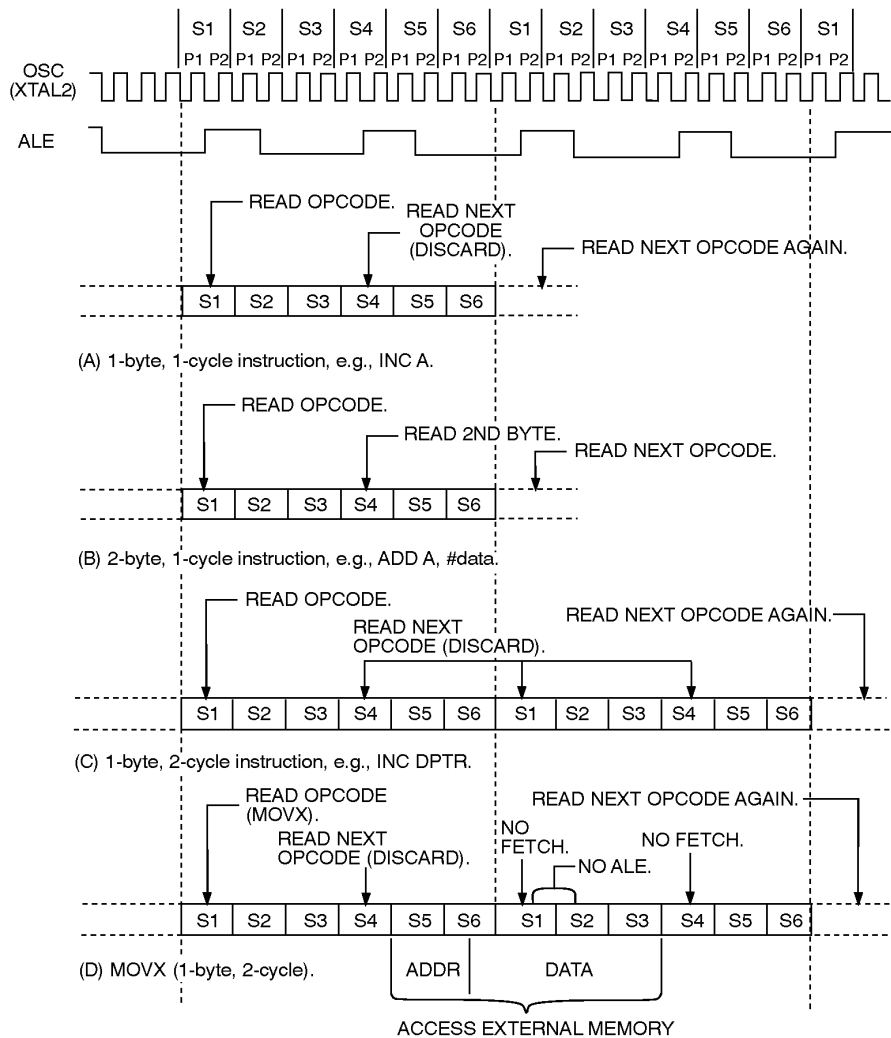 S1 S2 S3 S4 S5 S6 S1 S2 S3 S4 S5 S6 S1
P1 P2 P1 P2 P1 P2 P1 P2 P1 P2 P1 P2 P1 P2 P1 P2 P1 P2 P1 P2 P1 P2 P1 P2 P1 P2
OSC
(XTAL2)
ALE
READ OPCODE.
READ NEXT
OPCODE
(DISCARD).
READ NEXT OPCODE AGAIN.
S1 S2 S3 S4 S5 S6
(A) 1-byte, 1-cycle instruction, e.g., INC A.
READ OPCODE.
READ 2ND BYTE.
READ NEXT OPCODE.
S1 S2 S3 S4 S5 S6
(B) 2-byte, 1-cycle instruction, e.g., ADD A, #data.
READ OPCODE.
READ NEXT
OPCODE (DISCARD).
READ NEXT OPCODE AGAIN.
S1 S2 S3 S4 S5 S6 S1 S2 S3 S4 S5 S6
(C) 1-byte, 2-cycle instruction, e.g., INC DPTR.
READ OPCODE
(MOVX).
READ NEXT
OPCODE (DISCARD).
NO
FETCH.
NO ALE.
NO FETCH.
READ NEXT OPCODE AGAIN.
S1 S2 S3 S4 S5 S6 S1 S2 S3 S4 S5 S6
(D) MOVX (1-byte, 2-cycle).
ADDR
DATA
ACCESS EXTERNAL MEMORY